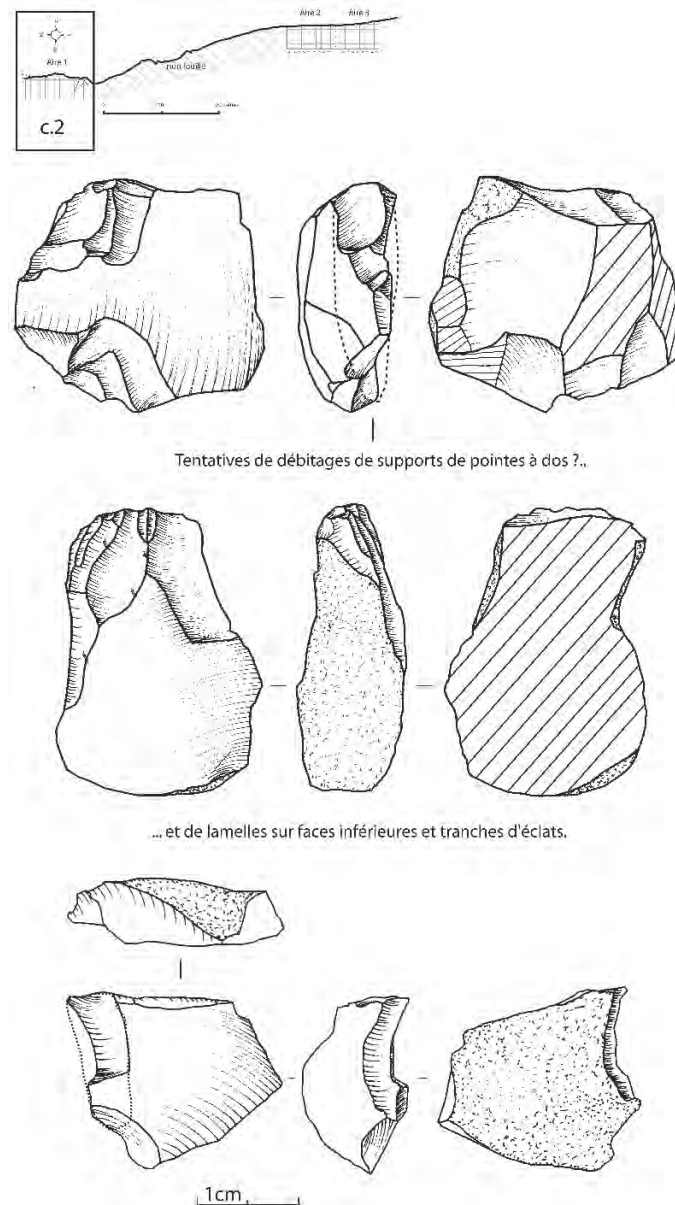 Aire 2 Aire 3
Aire 1
non fouillé
c.2
Tentatives de débitages de supports de pointes à dos ?..
... et de lamelles sur faces inférieures et tranches d'éclats.
1cm